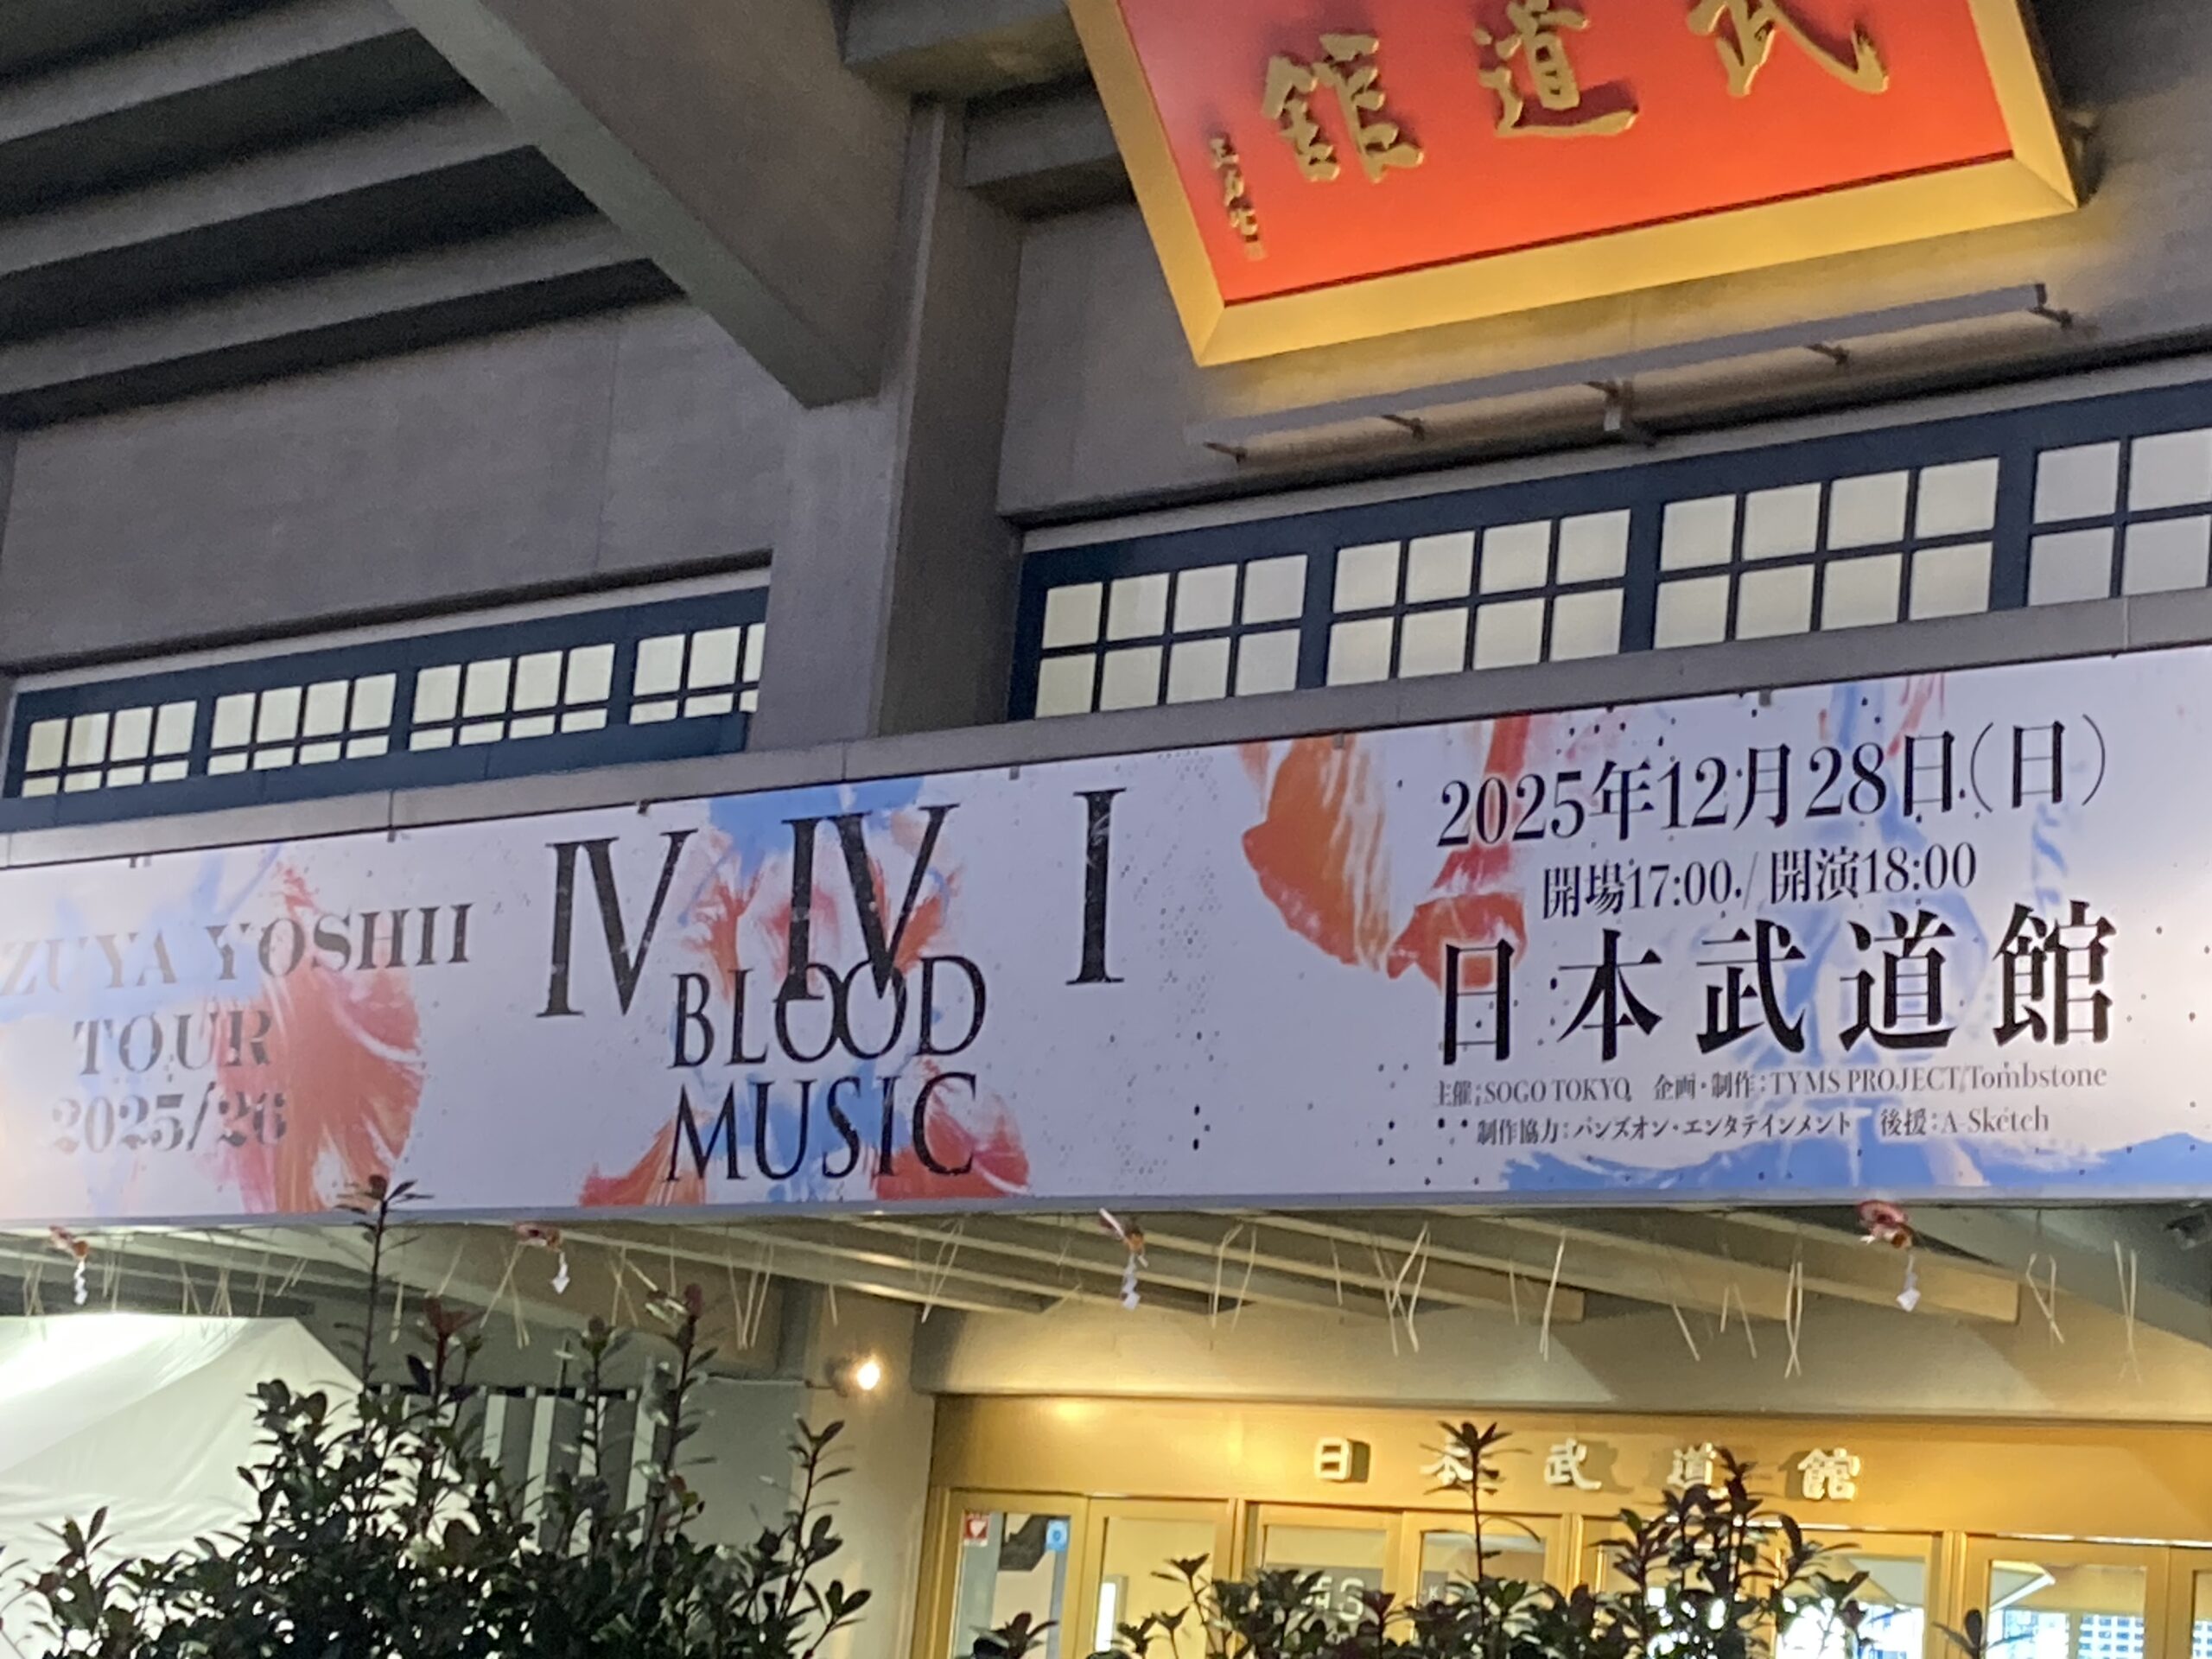 館道武
ZUYA YOSHII
TOUR
2025/26
IV IV I
BLOOD
MUSIC
2025年12月28日(日)
開場17:00/開演18:00
日本武道館
主催:SOGO TOKYO 企画・制作:TYMS PROJECT/Tombstone
制作協力:バンズオン・エンタテインメント 後援:A-Sketch
日本武道館